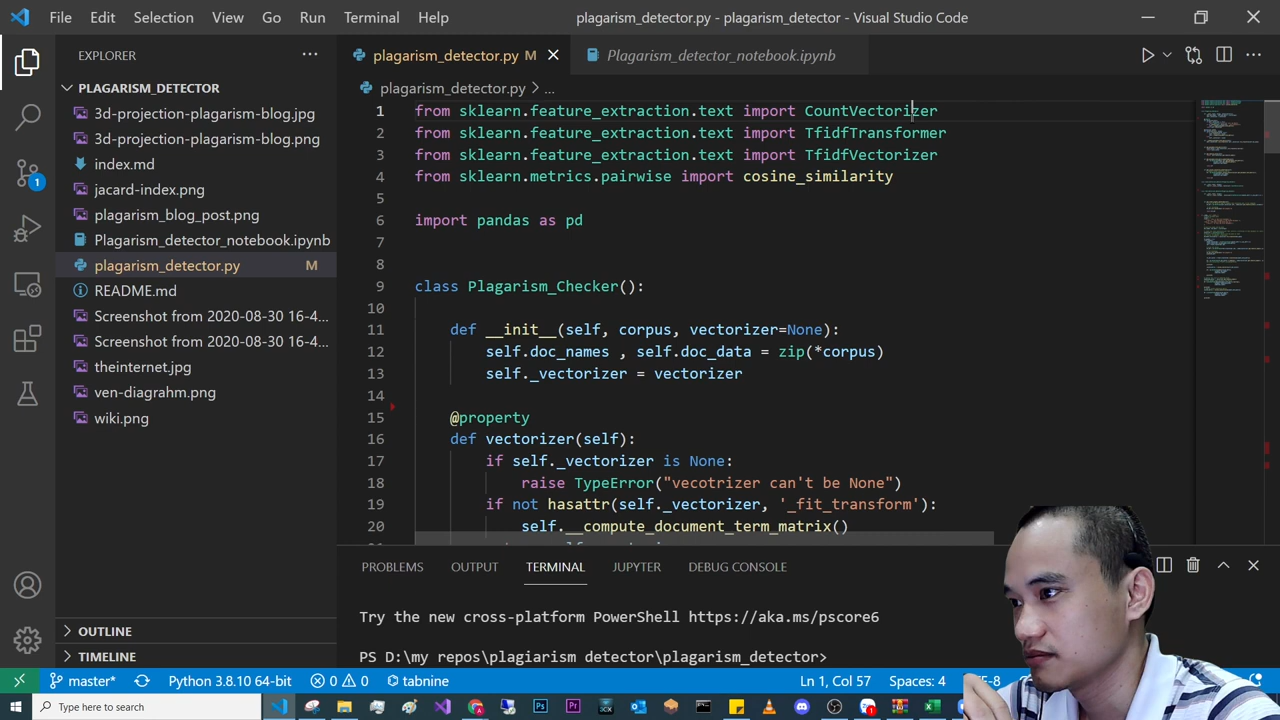 File Edit Selection View Go Run Terminal Help plagarism_detector.py - plagarism_detector - Visual Studio Code
EXPLORER
PLAGARISM_DETECTOR
3d-projection-plagarism-blog.jpg
3d-projection-plagarism-blog.png
index.md
jacard-index.png
plagarism_blog_post.png
Plagarism_detector_notebook.ipynb
plagarism_detector.py M
README.md
Screenshot from 2020-08-30 16-4...
Screenshot from 2020-08-30 16-4...
theinternet.jpg
ven-diagrahm.png
wiki.png
OUTLINE
TIMELINE
1
plagarism_detector.py M Plagarism_detector_notebook.ipynb
plagarism_detector.py > ...
1 from sklearn.feature_extraction.text import CountVectorizer
2 from sklearn.feature_extraction.text import TfidfTransformer
3 from sklearn.feature_extraction.text import TfidfVectorizer
4 from sklearn.metrics.pairwise import cosine_similarity
5
6 import pandas as pd
7
8
9 class Plagarism_Checker():
10
11 def __init__(self, corpus, vectorizer=None):
12 self.doc_names , self.doc_data = zip(*corpus)
13 self._vectorizer = vectorizer
14
15 @property
16 def vectorizer(self):
17 if self._vectorizer is None:
18 raise TypeError("vecotrizer can't be None")
19 if not hasattr(self._vectorizer, '_fit_transform'):
20 self.__compute_document_term_matrix()
PROBLEMS OUTPUT TERMINAL JUPYTER DEBUG CONSOLE
Try the new cross-platform PowerShell https://aka.ms/pscore6
PS D:\my repos\plagiarism detector\plagarism_detector>
master* Python 3.8.10 64-bit 0 0 tabnine Ln 1, Col 57 Spaces: 4
Type here to search